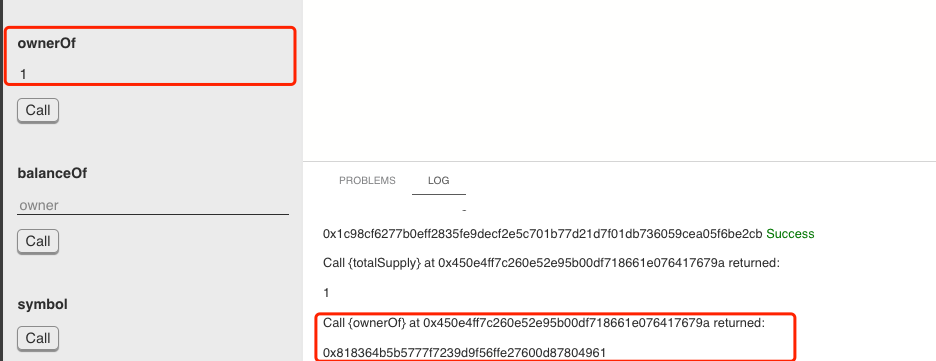 ownerOf
1
Call
balanceOf
owner
Call
symbol
Call
PROBLEMS LOG
0x1c98cf6277b0eff2835fe9decf2e5c701b77d21d7f01db736059cea05f6be2cb Success
Call {totalSupply} at 0x450e4ff7c260e52e95b00df718661e076417679a returned:
1
Call {ownerOf} at 0x450e4ff7c260e52e95b00df718661e076417679a returned:
0x818364b5b5777f7239d9f56ffe27600d87804961